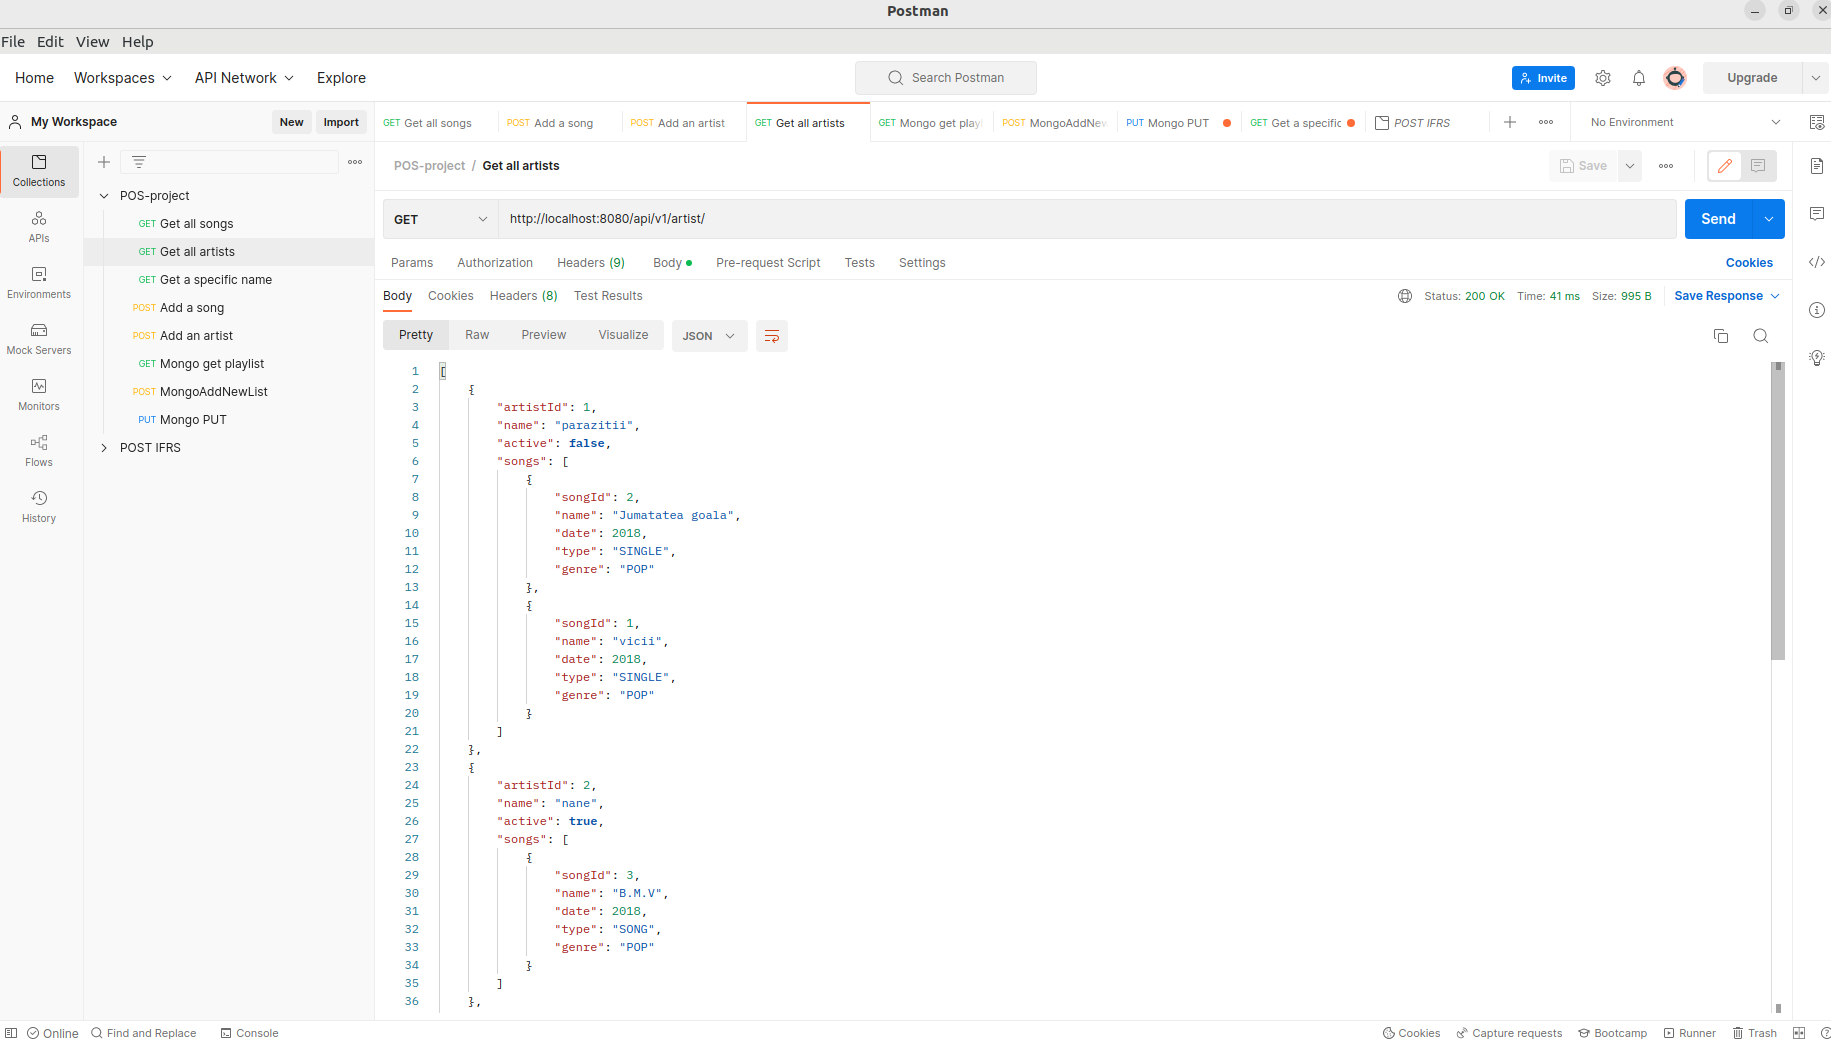 Postman
File Edit View Help
Home Workspaces API Network Explore Search Postman Invite Upgrade
My Workspace New Import GET Get all songs POST Add a song POST Add an artist GET Get all artists GET Mongo get play POST MongoAddNew PUT Mongo PUT GET Get a specific POST IFRS No Environment
Collections
APIs
Environments
Mock Servers
Monitors
Flows
History
POS-project
GET Get all songs
GET Get all artists
GET Get a specific name
POST Add a song
POST Add an artist
GET Mongo get playlist
POST MongoAddNewList
PUT Mongo PUT
POST IFRS
POS-project / Get all artists Save
GET http://localhost:8080/api/v1/artist/ Send
Params Authorization Headers (9) Body Pre-request Script Tests Settings Cookies
Body Cookies Headers (8) Test Results Status: 200 OK Time: 41 ms Size: 995 B Save Response
Pretty Raw Preview Visualize JSON
1 [
2 {
3 "artistId": 1,
4 "name": "parazitii",
5 "active": false,
6 "songs": [
7 {
8 "songId": 2,
9 "name": "Jumatatea goala",
10 "date": 2018,
11 "type": "SINGLE",
12 "genre": "POP"
13 },
14 {
15 "songId": 1,
16 "name": "vicii",
17 "date": 2018,
18 "type": "SINGLE",
19 "genre": "POP"
20 }
21 ]
22 },
23 {
24 "artistId": 2,
25 "name": "nane",
26 "active": true,
27 "songs": [
28 {
29 "songId": 3,
30 "name": "B.M.V",
31 "date": 2018,
32 "type": "SONG",
33 "genre": "POP"
34 }
35 ]
36 },
Online Find and Replace Console Cookies Capture requests Bootcamp Runner Trash